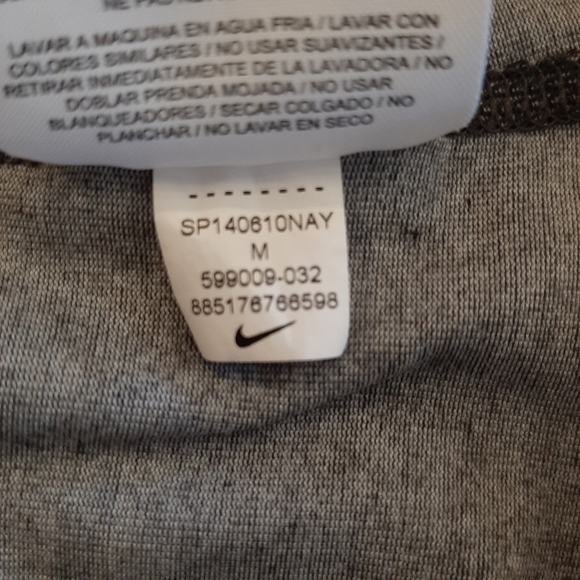 LAVAR A MAQUINA EN AGUA FRIA / LAVAR CON
COLORES SIMILARES / NO USAR SUAVIZANTES /
RETIRAR INMEDIATAMENTE DE LA LAVADORA / NO
DOBLAR PRENDA MOJADA / NO USAR
BLANQUEADORES / SECAR COLGADO / NO
PLANCHAR / NO LAVAR EN SECO
SP140610NAY
M
599009-032
885176766598